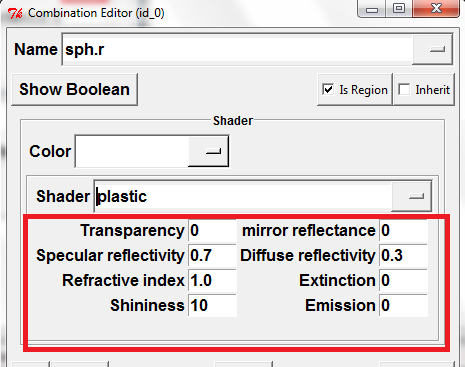 Combination Editor (id_0)
Name sph.r
Show Boolean Is Region Inherit
Shader
Color
Shader plastic
Transparency 0 mirror reflectance 0
Specular reflectivity 0.7 Diffuse reflectivity 0.3
Refractive index 1.0 Extinction 0
Shininess 10 Emission 0